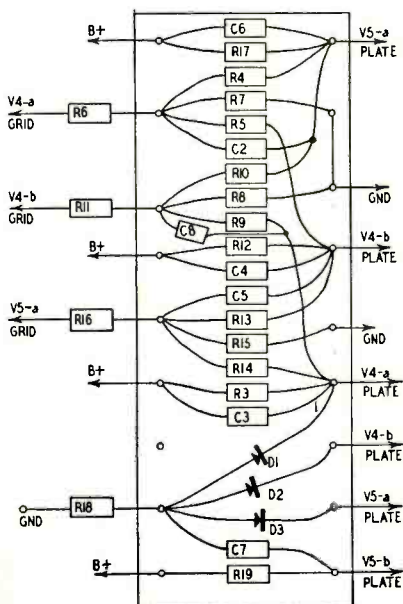 B+ C6 V5-a
R17 PLATE
R4
V4-a R6 R7
GRID R5
C2
R10
V4-b R11 R8 GND
GRID R9
C8
B+ R12 V4-b
C4 PLATE
C5
V5-a R16 R13
GRID R15 GND
R14
B+ R3 V4-a
C3 PLATE
1
V4-b
D1 PLATE
D2
GND R18 V5-a
D3 PLATE
C7
B+ R19 V5-b
PLATE